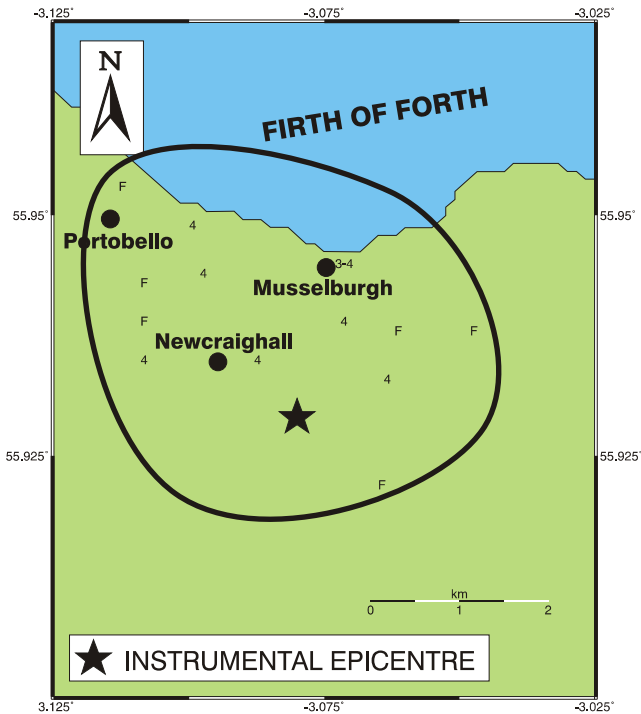 -3.125° -3.075° -3.025°
N
FIRTH OF FORTH
F
55.95 55.95°
4
Portobello
3-4
4
F
Musselburgh
F 4
F F
Newcraighall
4 4
4
55.925 55.925°
F
km
0 1 2
INSTRUMENTAL EPICENTRE
-3.125 -3.075° -3.025°